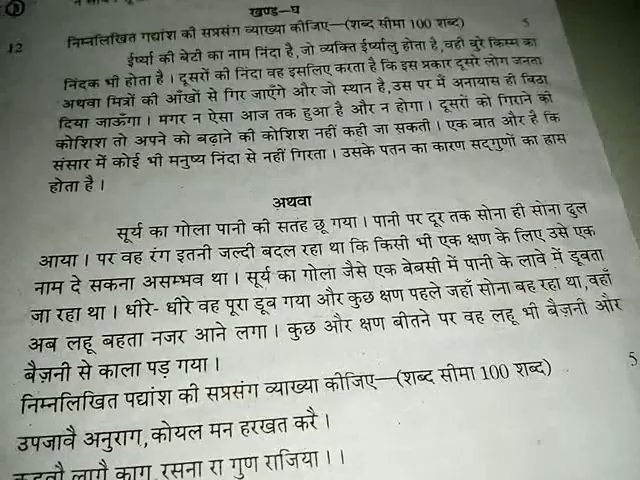 खण्ड-घ
12 निम्नलिखित गद्यांश की सप्रसंग व्याख्या कीजिए—(शब्द सीमा 100 शब्द) 5
ईर्ष्या की बेटी का नाम निंदा है, जो व्यक्ति ईर्ष्यालु होता है, वही बुरे किस्म का
निंदक भी होता है। दूसरों की निंदा वह इसलिए करता है कि इस प्रकार दूसरे लोग जनता
अथवा मित्रों की आँखों से गिर जाएँगे और जो स्थान है, उस पर मैं अनायास ही बिठा
दिया जाऊँगा। मगर न ऐसा आज तक हुआ है और न होगा। दूसरों को गिराने की
कोशिश तो अपने को बढ़ाने की कोशिश नहीं कही जा सकती। एक बात और है कि
संसार में कोई भी मनुष्य निंदा से नहीं गिरता। उसके पतन का कारण सद्गुणों का ह्रास
होता है।
अथवा
सूर्य का गोला पानी की सतह छू गया। पानी पर दूर तक सोना ही सोना ढुल
आया। पर वह रंग इतनी जल्दी बदल रहा था कि किसी भी एक क्षण के लिए उसे एक
नाम दे सकना असम्भव था। सूर्य का गोला जैसे एक बेबसी में पानी के लावे में डूबता
जा रहा था। धीरे- धीरे वह पूरा डूब गया और कुछ क्षण पहले जहाँ सोना बह रहा था, वहाँ
अब लहू बहता नजर आने लगा। कुछ और क्षण बीतने पर वह लहू भी बैज़नी और
बैज़नी से काला पड़ गया।
निम्नलिखित पद्यांश की सप्रसंग व्याख्या कीजिए—(शब्द सीमा 100 शब्द) 5
उपजावै अनुराग, कोयल मन हरखत करै।
लागै काग, रसना रा गुण राजिया।।